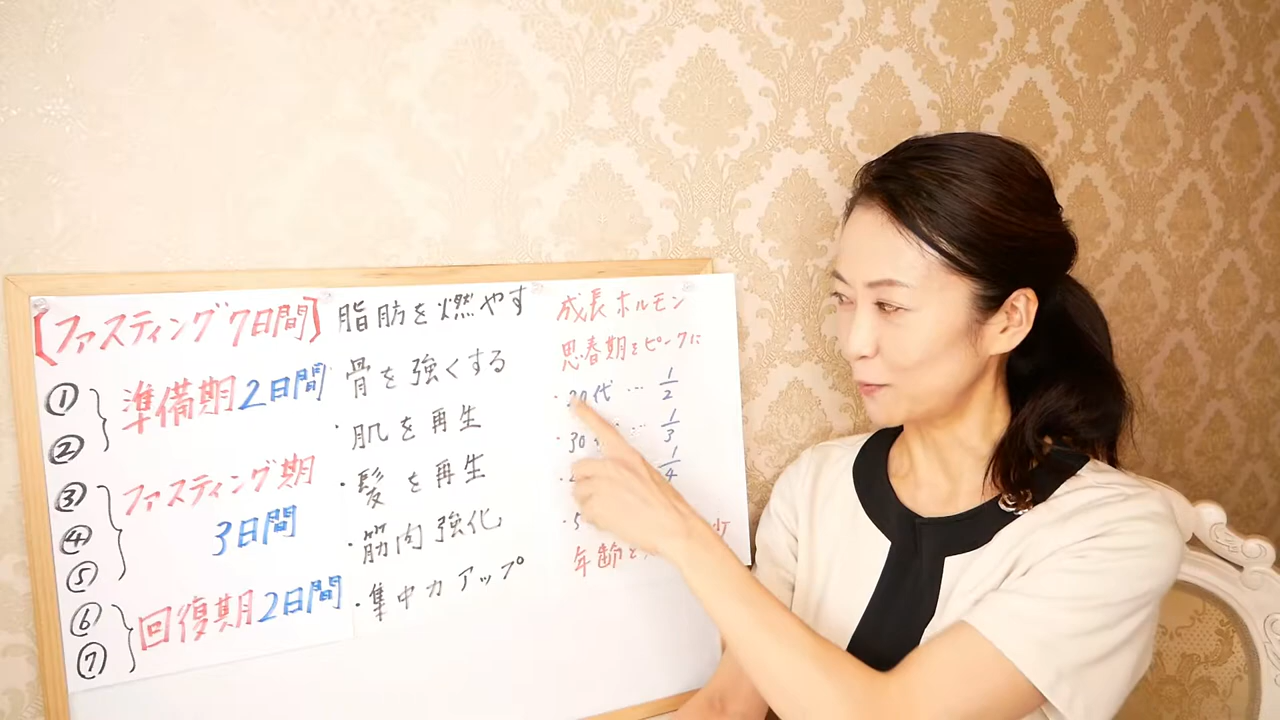 【ファスティング7日間】
①
②
準備期2日間
③
④
⑤
ファスティング期
3日間
⑥
⑦
回復期2日間
脂肪を燃やす
骨を強くする
・肌を再生
・髪を再生
・筋肉強化
・集中力アップ
成長ホルモン
思春期をピークに
・20代…1/2
・30 … 1/3
1/4
・5 少
年齢と